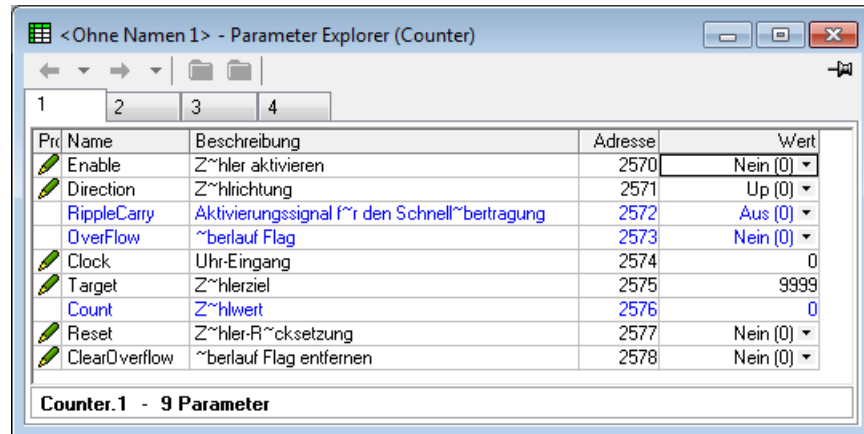 <Ohne Namen 1> - Parameter Explorer (Counter)
1 2 3 4
Pro Name Beschreibung Adresse Wert
Enable Z~hler aktivieren 2570 Nein (0)
Direction Z~hlrichtung 2571 Up (0)
RippleCarry Aktivierungssignal f~r den Schnell~bertragung 2572 Aus (0)
OverFlow ~berlauf Flag 2573 Nein (0)
Clock Uhr-Eingang 2574 0
Target Z~hlerziel 2575 9999
Count Z~hlwert 2576 0
Reset Z~hler-R~cksetzung 2577 Nein (0)
ClearOverflow ~berlauf Flag entfernen 2578 Nein (0)
Counter.1 - 9 Parameter